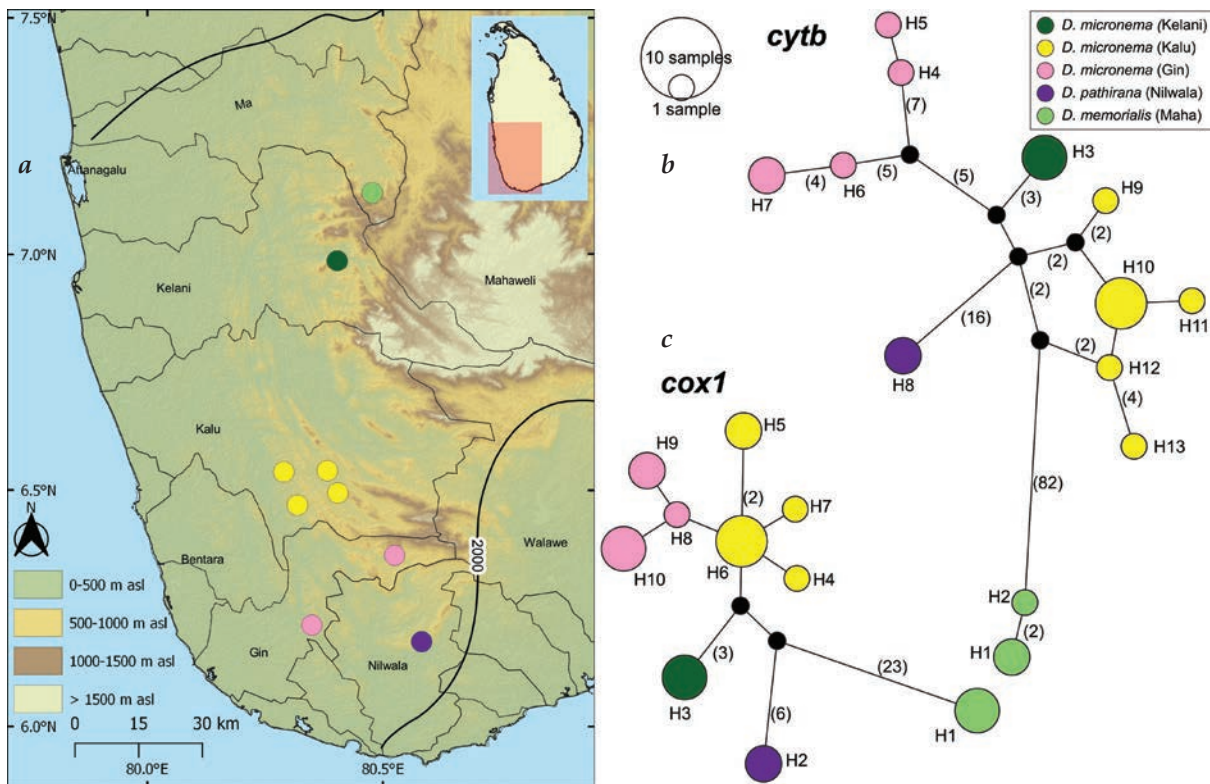 a
7.5°N
7.0°N
6.5°N
6.0°N
80.0°E
80.5°E
Ma
Attanagalu
Kelani
Mahaweli
Kalu
Bentara
Walawe
Gin
Nilwala
2000
N
0-500 m asl
500-1000 m asl
1000-1500 m asl
> 1500 m asl
0 15 30 km
b
cytb
10 samples
1 sample
D. micronema (Kelani)
D. micronema (Kalu)
D. micronema (Gin)
D. pathirana (Nilwala)
D. memorialis (Maha)
H5
H4
(7)
H3
H7
(4)
H6
(5)
(5)
(3)
H9
(2)
(2)
H10
H11
(2)
(16)
(2)
H12
H8
(4)
H13
(82)
H2
(2)
H1
c
cox1
H5
H9
(2)
H7
H8
H10
H6
H4
(3)
(23)
H3
(6)
H1
H2